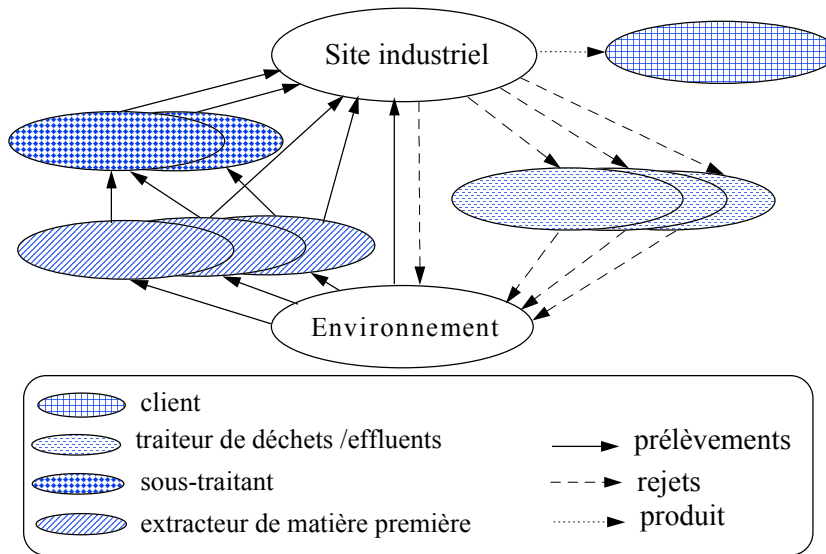 Site industriel
Environnement
client
traiteur de déchets /effluents
sous-traitant
extracteur de matière première
prélèvements
rejets
produit